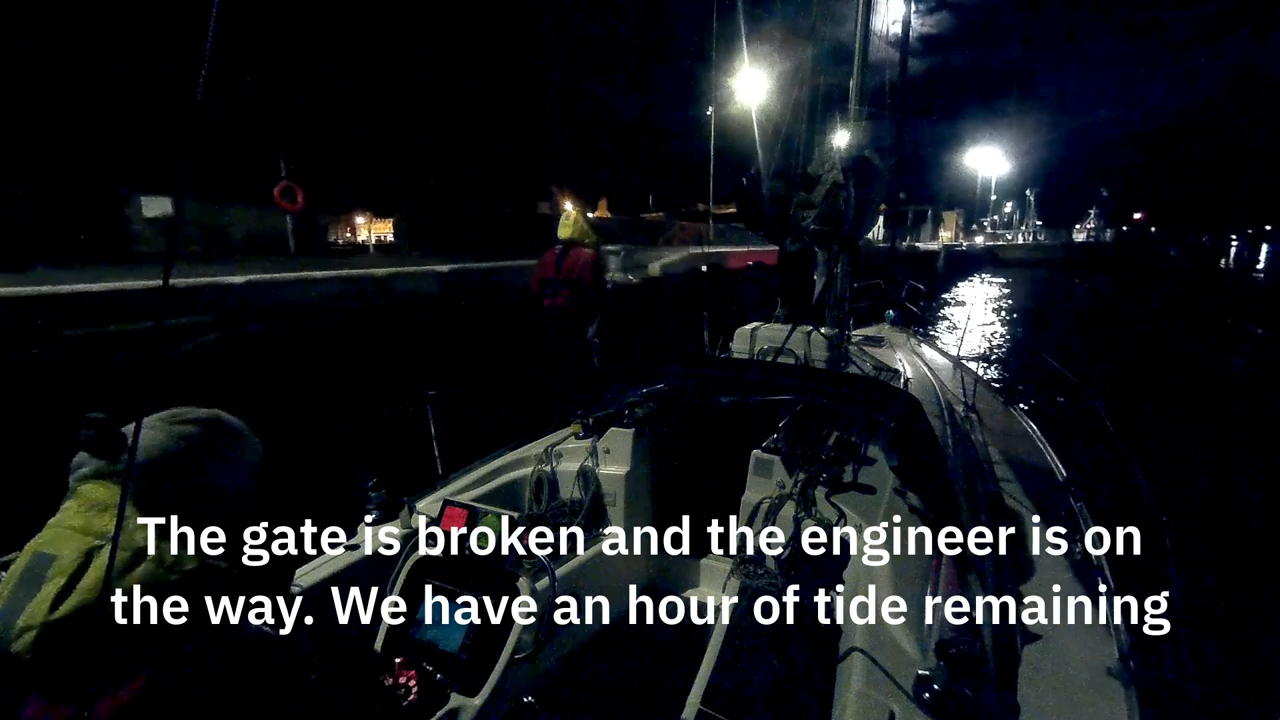 The gate is broken and the engineer is on
the way. We have an hour of tide remaining